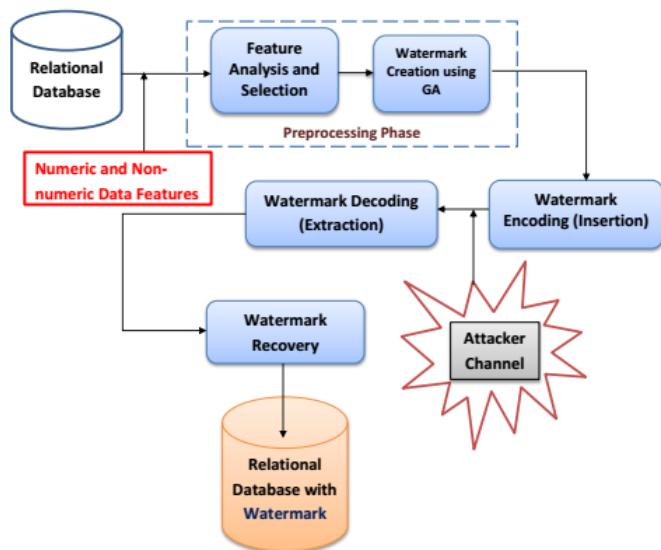 Relational
Database
Feature
Analysis and
Selection
Watermark
Creation using
GA
Preprocessing Phase
Numeric and Non-
numeric Data Features
Watermark Decoding
(Extraction)
Watermark
Encoding (Insertion)
Watermark
Recovery
Attacker
Channel
Relational
Database with
Watermark